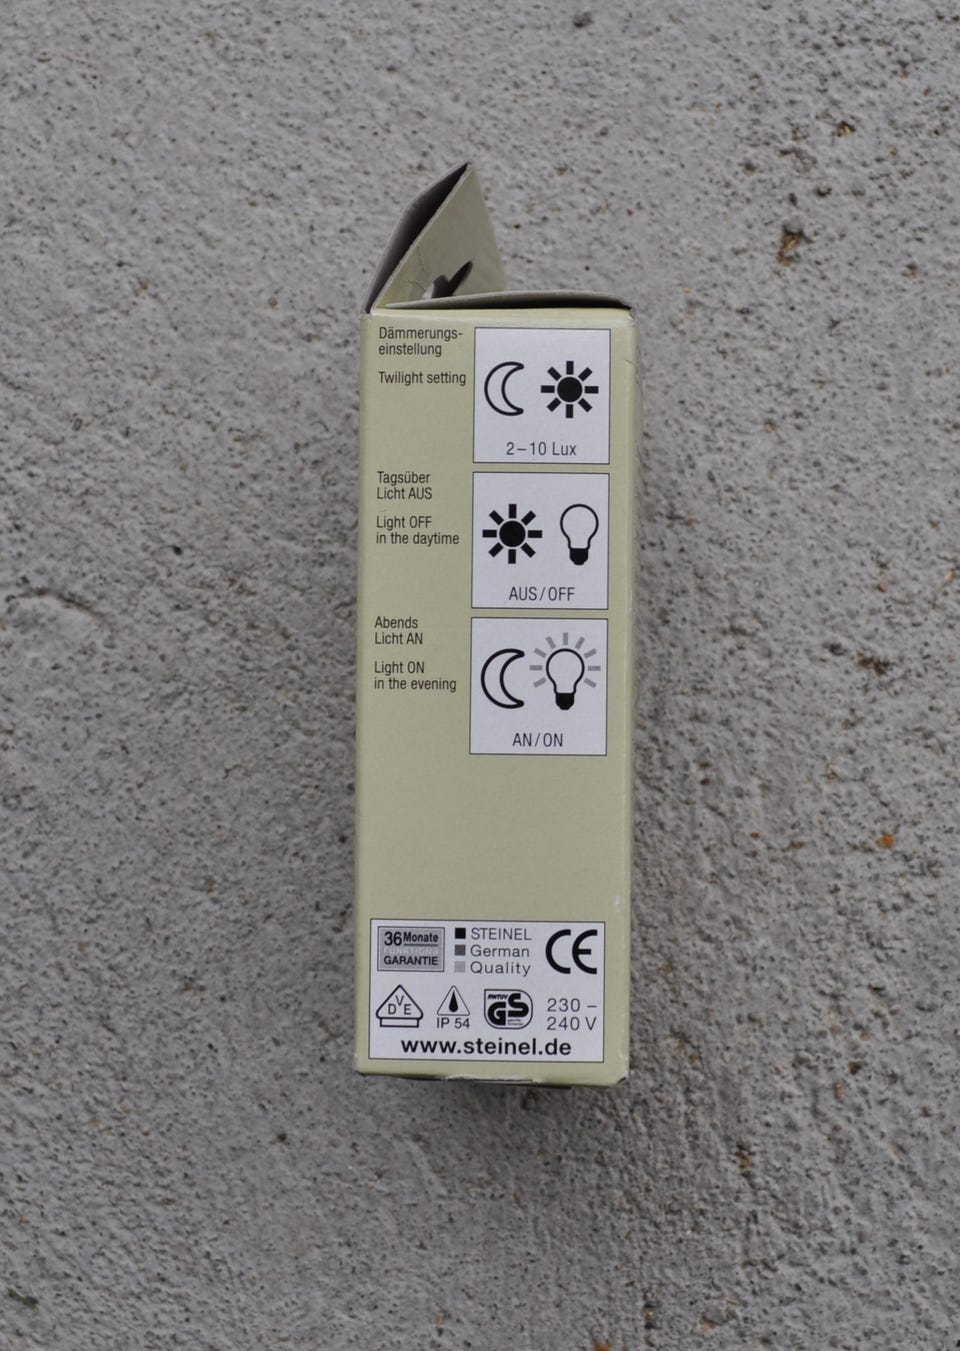 Dämmerungs-
einstellung
Twilight setting
2–10 Lux
Tagsüber
Licht AUS
Light OFF
in the daytime
AUS/OFF
Abends
Licht AN
Light ON
in the evening
AN/ON
36 Monate
FUNKTIONS
GARANTIE
STEINEL
German
Quality
CE
VDE
IP 54
GS
230 –
240 V
www.steinel.de